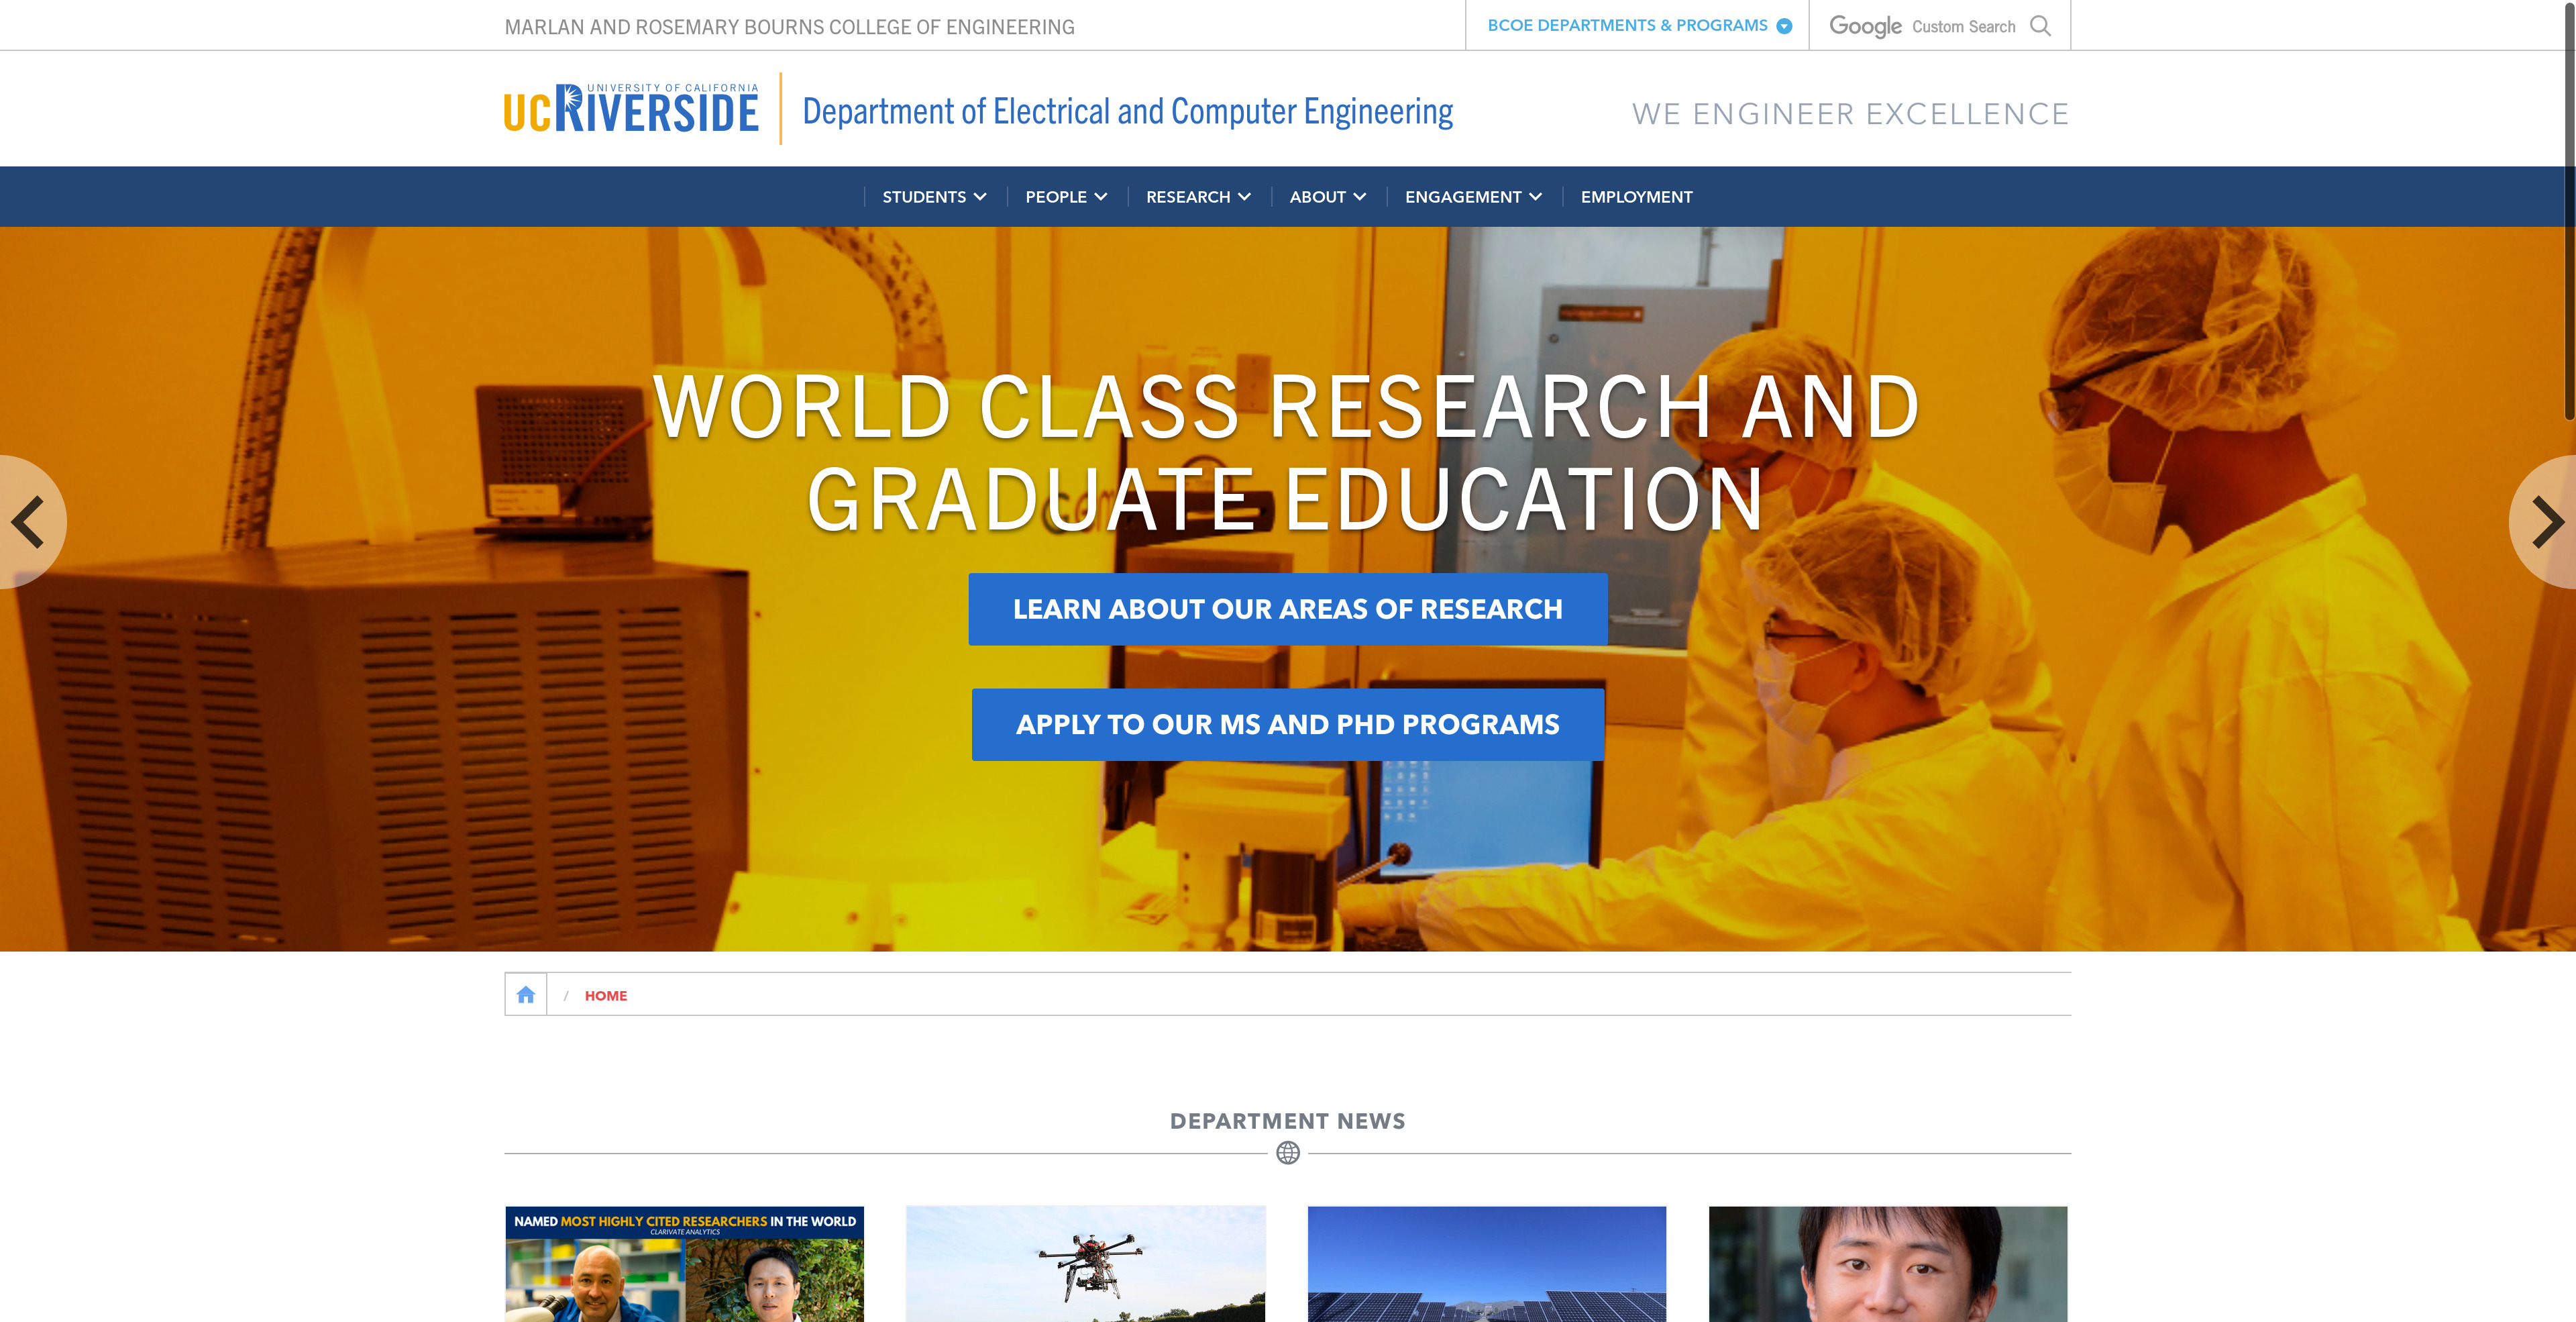 MARLAN AND ROSEMARY BOURNS COLLEGE OF ENGINEERING
BCOE DEPARTMENTS & PROGRAMS
Google Custom Search
UNIVERSITY OF CALIFORNIA
UC RIVERSIDE
Department of Electrical and Computer Engineering
WE ENGINEER EXCELLENCE
STUDENTS
PEOPLE
RESEARCH
ABOUT
ENGAGEMENT
EMPLOYMENT
WORLD CLASS RESEARCH AND
GRADUATE EDUCATION
LEARN ABOUT OUR AREAS OF RESEARCH
APPLY TO OUR MS AND PHD PROGRAMS
/ HOME
DEPARTMENT NEWS
NAMED MOST HIGHLY CITED RESEARCHERS IN THE WORLD
CLARIVATE ANALYTICS